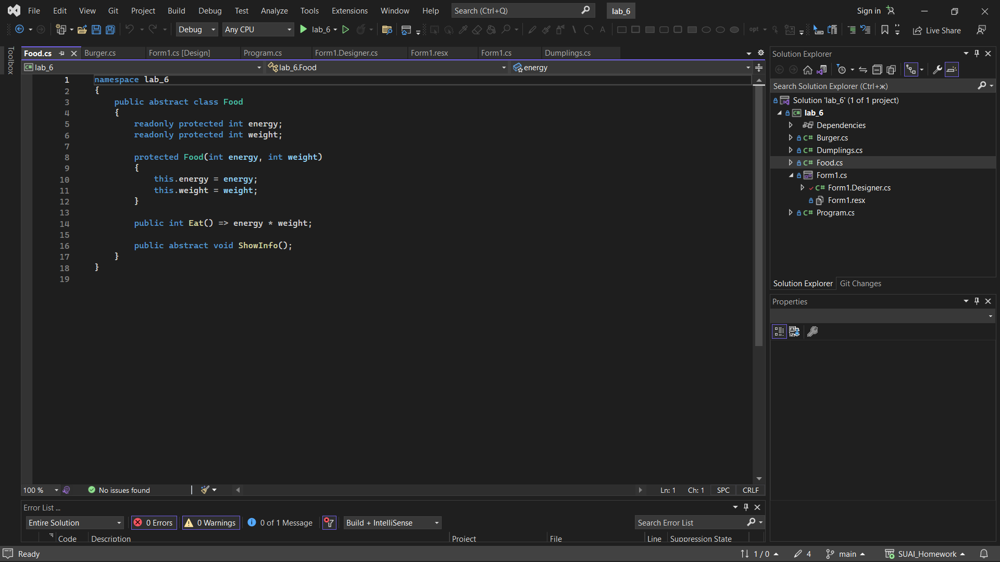 File Edit View Git Project Build Debug Test Analyze Tools Extensions Window Help Search (Ctrl+Q) lab_6 Sign in
Debug Any CPU lab_6 opt Live Share
Toolbox
Food.cs Burger.cs Form1.cs [Design] Program.cs Form1.Designer.cs Form1.resx Form1.cs Dumplings.cs
C# lab_6 lab_6.Food energy
1 namespace lab_6
2 {
3 public abstract class Food
4 {
5 readonly protected int energy;
6 readonly protected int weight;
7
8 protected Food(int energy, int weight)
9 {
10 this.energy = energy;
11 this.weight = weight;
12 }
13
14 public int Eat() => energy * weight;
15
16 public abstract void ShowInfo();
17 }
18 }
19
100 % No issues found Ln: 1 Ch: 1 SPC CRLF
Error List ...
Entire Solution 0 Errors 0 Warnings 0 of 1 Message Build + IntelliSense Search Error List
Code Description Project File Line Suppression State
Solution Explorer
Search Solution Explorer (Ctrl+ж)
Solution 'lab_6' (1 of 1 project)
C# lab_6
Dependencies
C# Burger.cs
C# Dumplings.cs
C# Food.cs
Form1.cs
C# Form1.Designer.cs
Form1.resx
C# Program.cs
Solution Explorer Git Changes
Properties
Ready 1 / 0 4 main SUAI_Homework